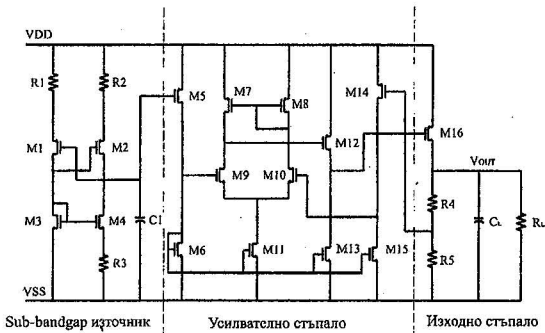 VDD
R1
R2
M5
M7
M8
M14
M1
M2
M12
M16
VOUT
M9
M10
M3
M4
C1
R4
CL
RL
M6
M11
M13
M15
R3
R5
VSS
Sub-bandgap източник
Усилвателно стъпало
Изходно стъпало